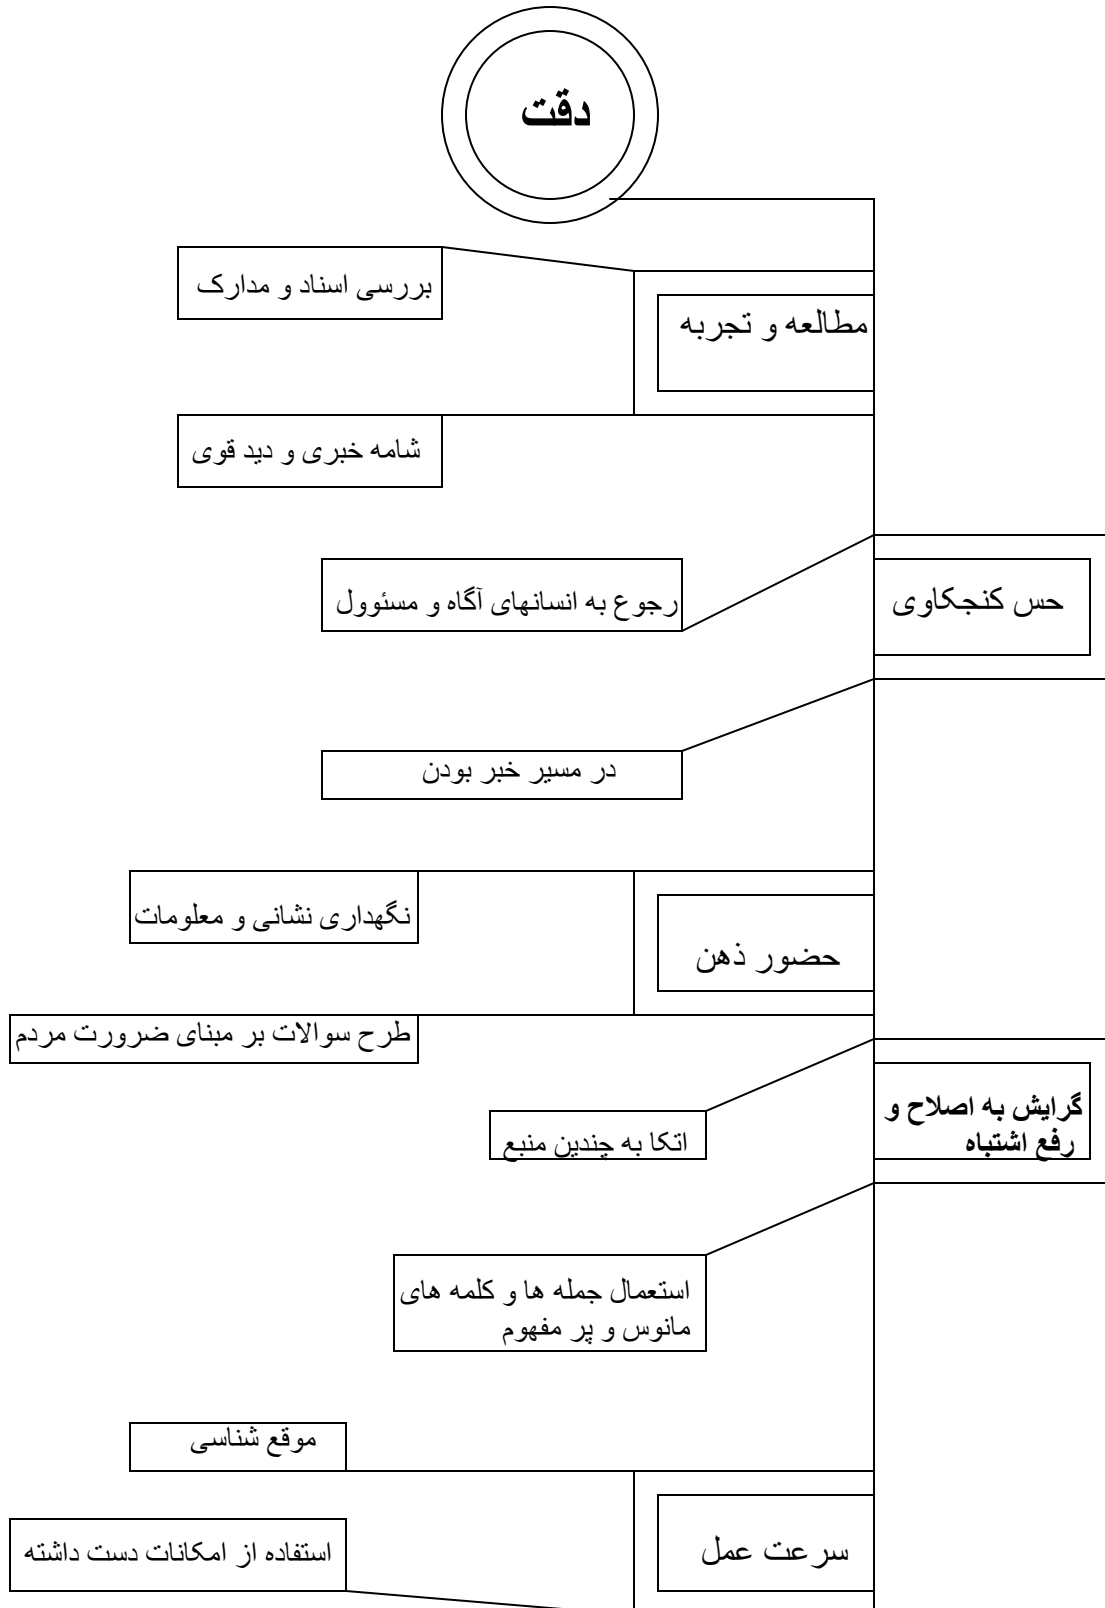 دقت
بررسی اسناد و مدارک
مطالعه و تجربه
شامه خبری و دید قوی
حس کنجکاوی
رجوع به انسانهای آگاه و مسئوول
در مسیر خبر بودن
نگهداری نشانی و معلومات
حضور ذهن
طرح سوالات بر مبنای ضرورت مردم
گرایش به اصلاح و
رفع اشتباه
اتکا به چندین منبع
استعمال جمله ها و کلمه های
مانوس و پر مفهوم
موقع شناسی
سرعت عمل
استفاده از امکانات دست داشته